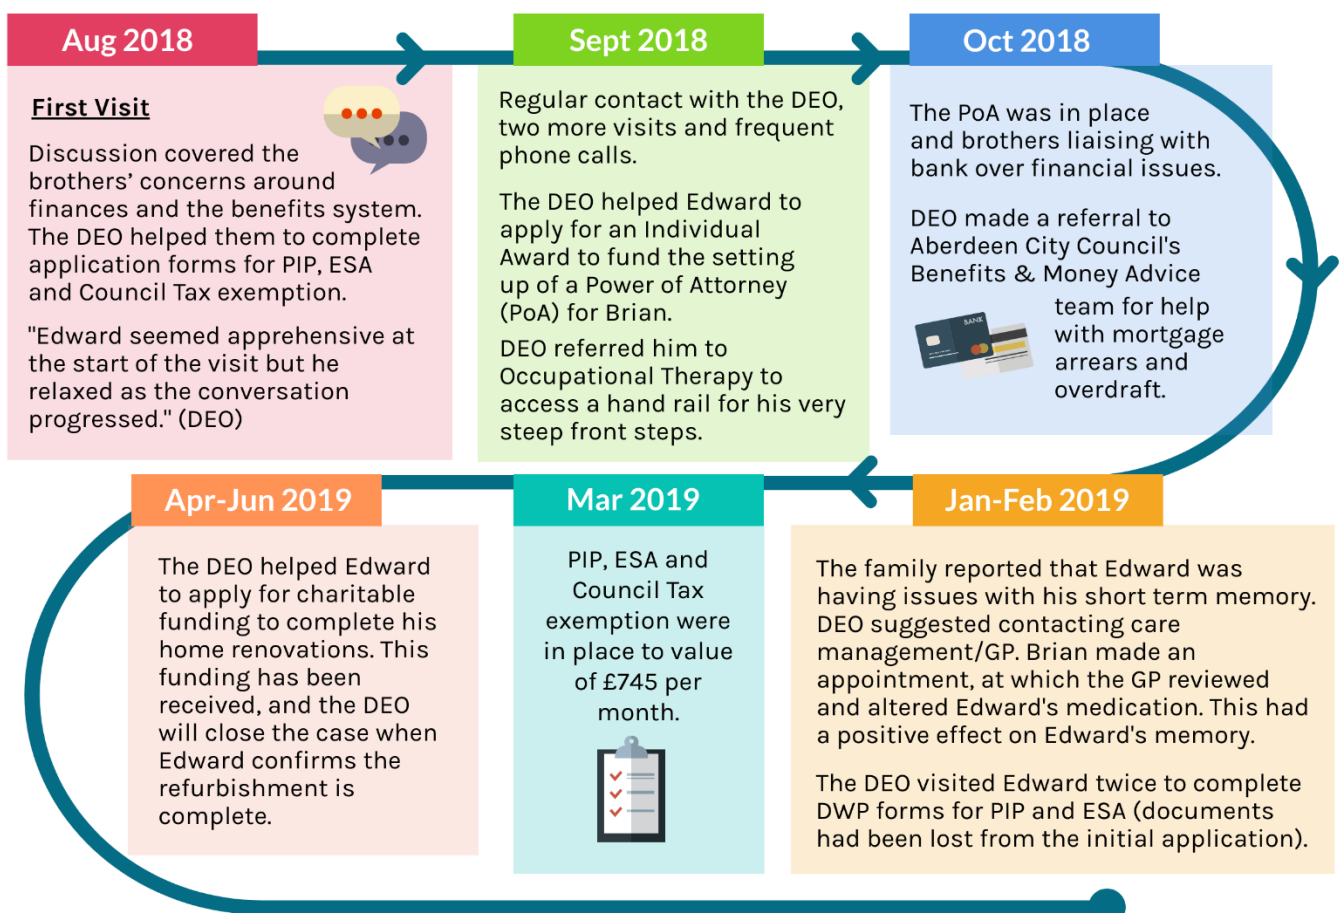 Aug 2018
First Visit
Discussion covered the
brothers’ concerns around
finances and the benefits system.
The DEO helped them to complete
application forms for PIP, ESA
and Council Tax exemption.
"Edward seemed apprehensive at
the start of the visit but he
relaxed as the conversation
progressed." (DEO)
Sept 2018
Regular contact with the DEO,
two more visits and frequent
phone calls.
The DEO helped Edward to
apply for an Individual
Award to fund the setting
up of a Power of Attorney
(PoA) for Brian.
DEO referred him to
Occupational Therapy to
access a hand rail for his very
steep front steps.
Oct 2018
The PoA was in place
and brothers liaising with
bank over financial issues.
DEO made a referral to
Aberdeen City Council's
Benefits & Money Advice
team for help
with mortgage
arrears and
overdraft.
BANK
Jan-Feb 2019
The family reported that Edward was
having issues with his short term memory.
DEO suggested contacting care
management/GP. Brian made an
appointment, at which the GP reviewed
and altered Edward's medication. This had
a positive effect on Edward's memory.
The DEO visited Edward twice to complete
DWP forms for PIP and ESA (documents
had been lost from the initial application).
Mar 2019
PIP, ESA and
Council Tax
exemption were
in place to value
of £745 per
month.
Apr-Jun 2019
The DEO helped Edward
to apply for charitable
funding to complete his
home renovations. This
funding has been
received, and the DEO
will close the case when
Edward confirms the
refurbishment is
complete.